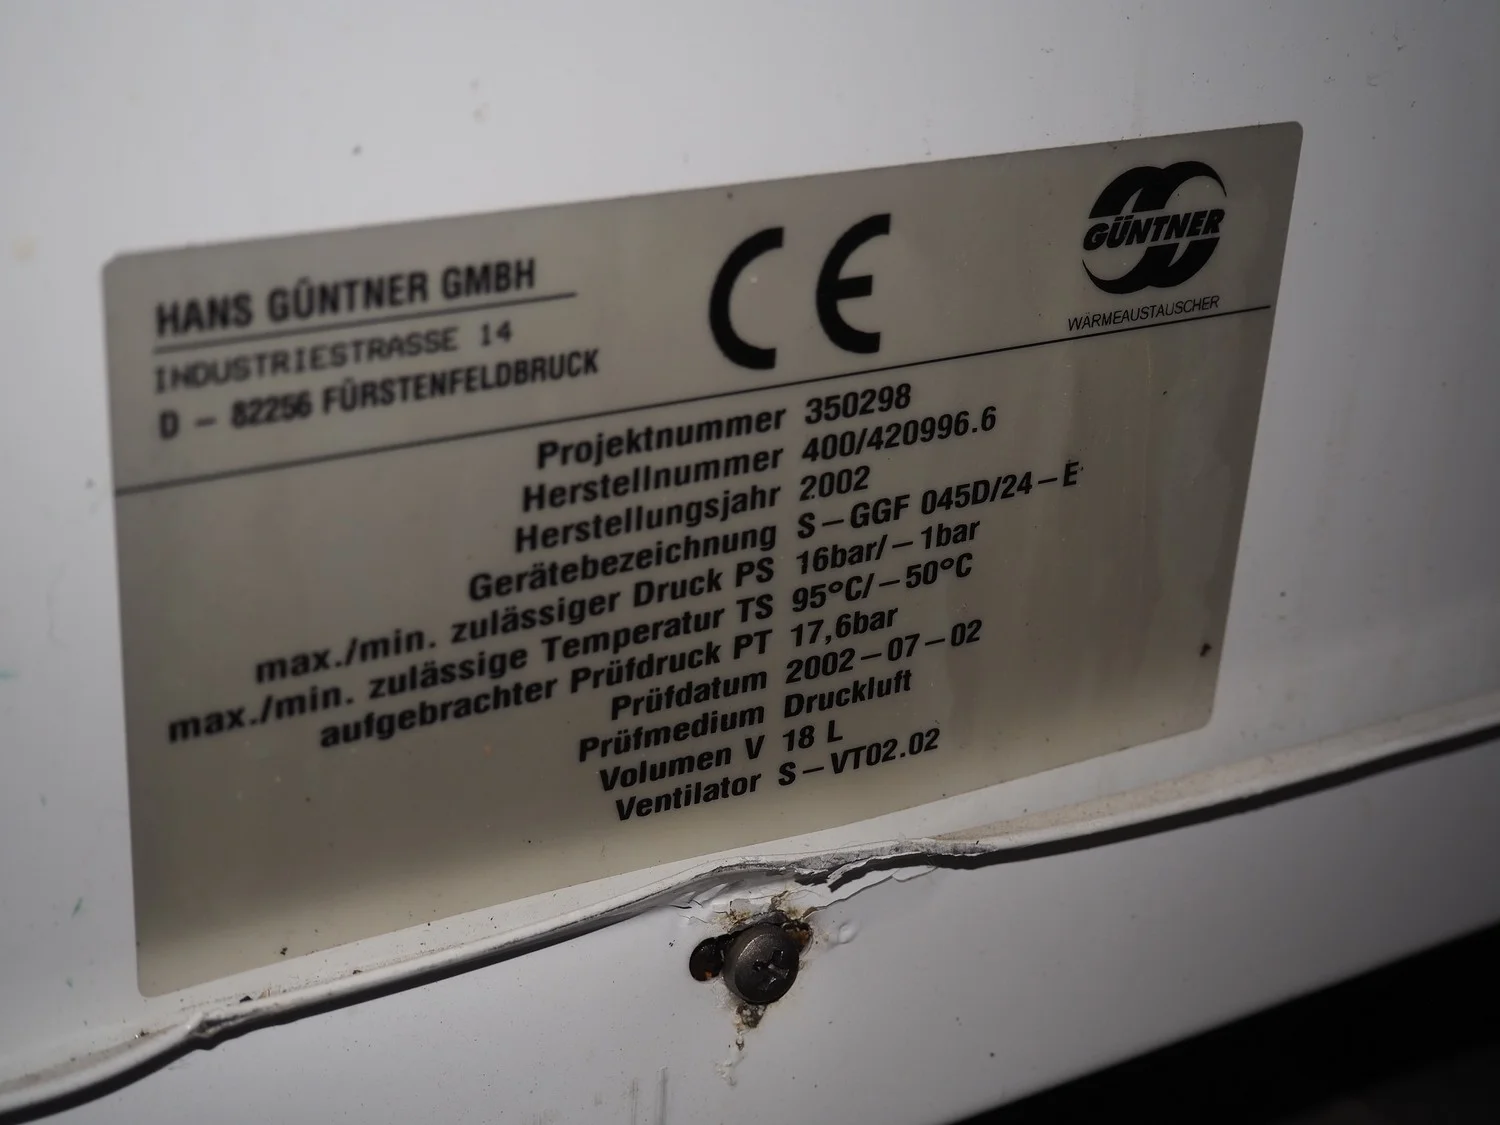 HANS GÜNTNER GMBH
INDUSTRIESTRASSE 14
D - 82256 FÜRSTENFELDBRUCK
CE
GÜNTNER
WÄRMEAUSTAUSCHER
Projektnummer 350298
Herstellnummer 400/420996.6
Herstellungsjahr 2002
Gerätebezeichnung S-GGF 045D/24-E
max./min. zulässiger Druck PS 16bar/-1bar
max./min. zulässige Temperatur TS 95°C/-50°C
aufgebrachter Prüfdruck PT 17,6bar
Prüfdatum 2002-07-02
Prüfmedium Druckluft
Volumen V 18 L
Ventilator S-VT02.02